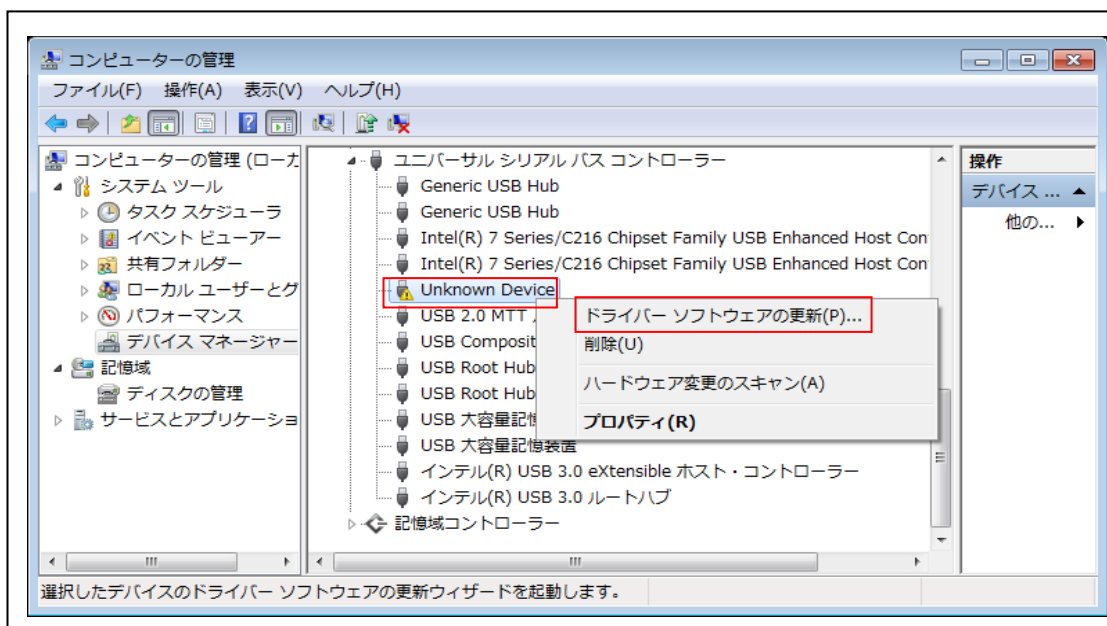 コンピューターの管理
ファイル(F) 操作(A) 表示(V) ヘルプ(H)
コンピューターの管理 (ローカ
システム ツール
タスク スケジューラ
イベント ビューアー
共有フォルダー
ローカル ユーザーとグ
パフォーマンス
デバイス マネージャー
記憶域
ディスクの管理
サービスとアプリケーショ
ユニバーサル シリアル バス コントローラー
Generic USB Hub
Generic USB Hub
Intel(R) 7 Series/C216 Chipset Family USB Enhanced Host Con
Intel(R) 7 Series/C216 Chipset Family USB Enhanced Host Con
Unknown Device
USB 2.0 MTT
USB Composit
USB Root Hub
USB Root Hub
USB 大容量記憶
USB 大容量記憶装置
インテル(R) USB 3.0 eXtensible ホスト・コントローラー
インテル(R) USB 3.0 ルートハブ
記憶域コントローラー
ドライバー ソフトウェアの更新(P)...
削除(U)
ハードウェア変更のスキャン(A)
プロパティ(R)
操作
デバイス ...
他の...
選択したデバイスのドライバー ソフトウェアの更新ウィザードを起動します。